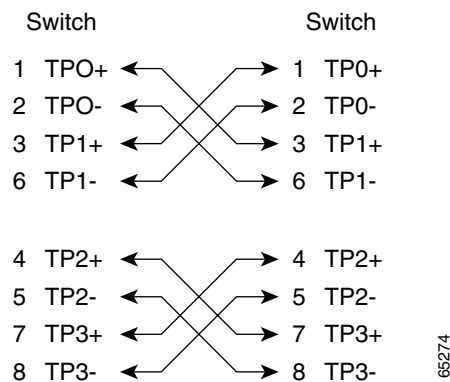 Switch Switch
1 TPO+ 1 TP0+
2 TPO- 2 TP0-
3 TP1+ 3 TP1+
6 TP1- 6 TP1-
4 TP2+ 4 TP2+
5 TP2- 5 TP2-
7 TP3+ 7 TP3+
8 TP3- 8 TP3-
65274